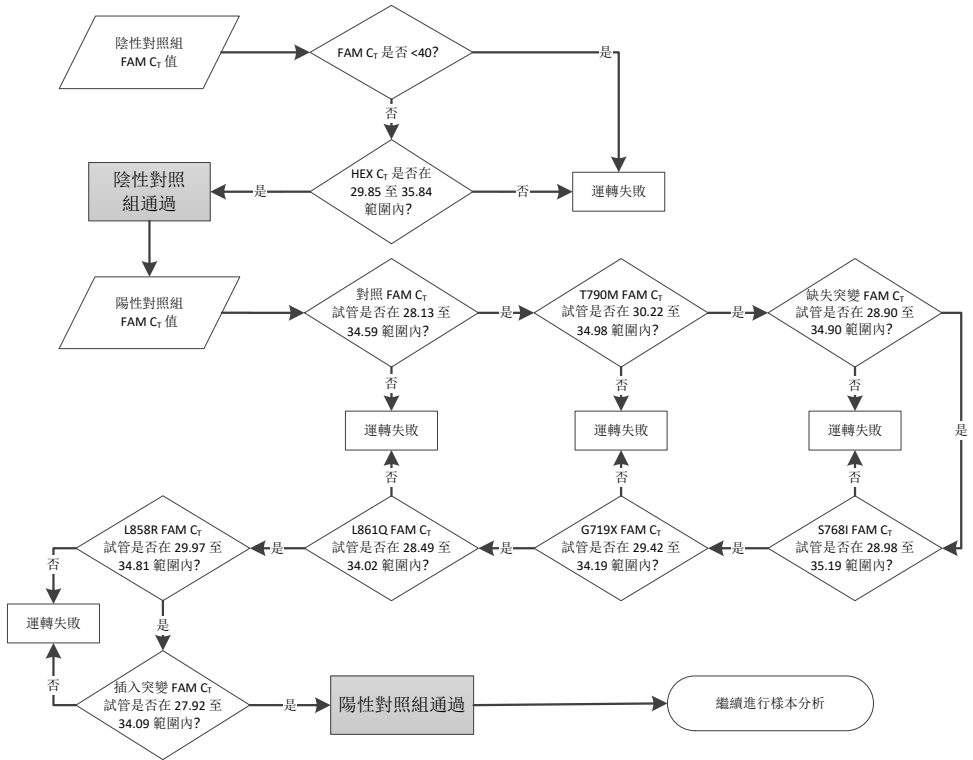 陰性對照組
FAM CT 值
FAM CT 是否 <40?
是
否
HEX CT 是否在
29.85 至 35.84
範圍內?
是
否
陰性對照
組通過
運轉失敗
陽性對照組
FAM CT 值
對照 FAM CT
試管是否在 28.13 至
34.59 範圍內?
是
T790M FAM CT
試管是否在 30.22 至
34.98 範圍內?
是
缺失突變 FAM CT
試管是否在 28.90 至
34.90 範圍內?
否
否
否
運轉失敗
運轉失敗
運轉失敗
是
否
否
否
L858R FAM CT
試管是否在 29.97 至
34.81 範圍內?
是
L861Q FAM CT
試管是否在 28.49 至
34.02 範圍內?
是
G719X FAM CT
試管是否在 29.42 至
34.19 範圍內?
是
S768I FAM CT
試管是否在 28.98 至
35.19 範圍內?
否
運轉失敗
是
否
插入突變 FAM CT
試管是否在 27.92 至
34.09 範圍內?
是
陽性對照組通過
繼續進行樣本分析